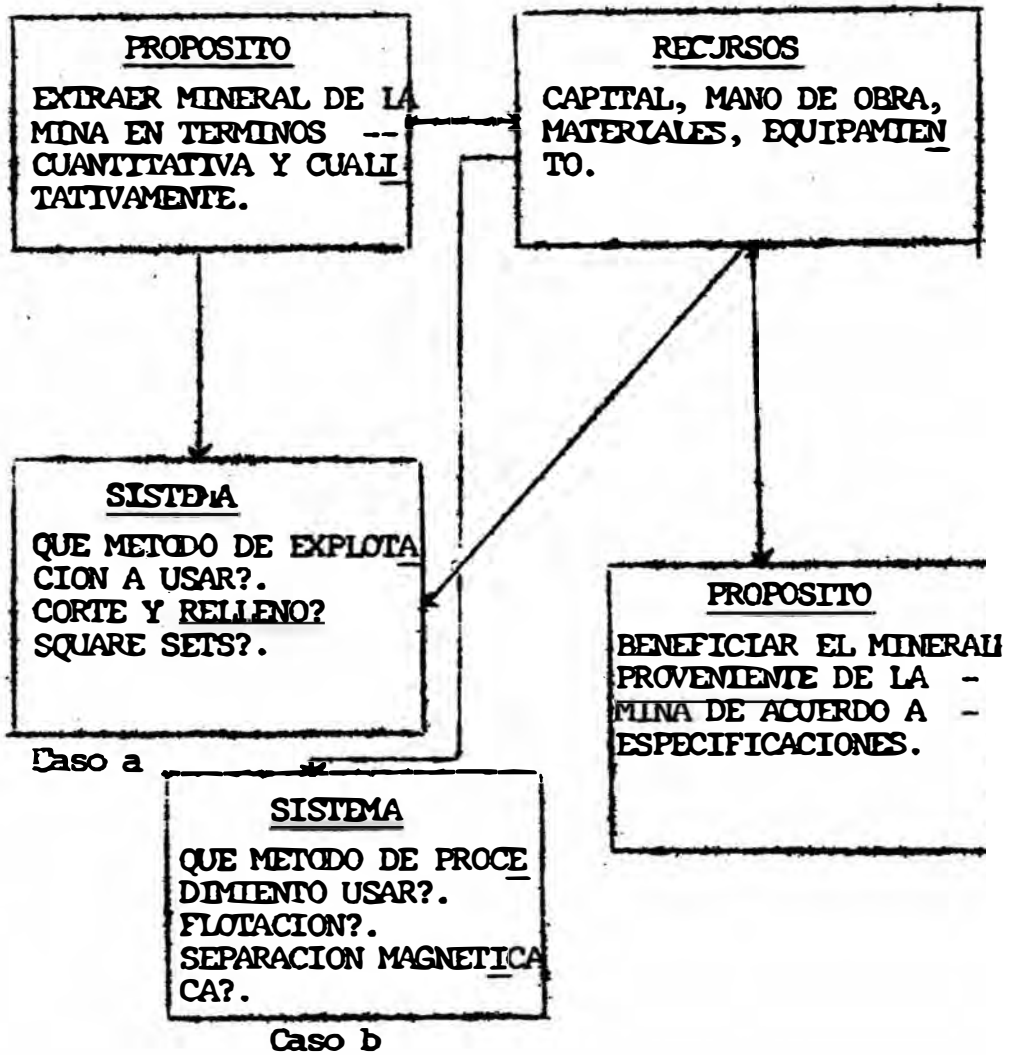 PROPOSITO
EXTRAER MINERAL DE LA
MINA EN TERMINOS --
CUANTITATIVA Y CUALI
TATIVAMENTE.
RECURSOS
CAPITAL, MANO DE OBRA,
MATERIALES, EQUIPAMIEN
TO.
SISTEMA
QUE METODO DE EXPLOTA
CION A USAR?.
CORTE Y RELLENO?
SQUARE SETS?.
Caso a
PROPOSITO
BENEFICIAR EL MINERAL
PROVENIENTE DE LA -
MINA DE ACUERDO A -
ESPECIFICACIONES.
SISTEMA
QUE METODO DE PROCE
DIMIENTO USAR?.
FLOTACION?.
SEPARACION MAGNETICA
CA?.
Caso b